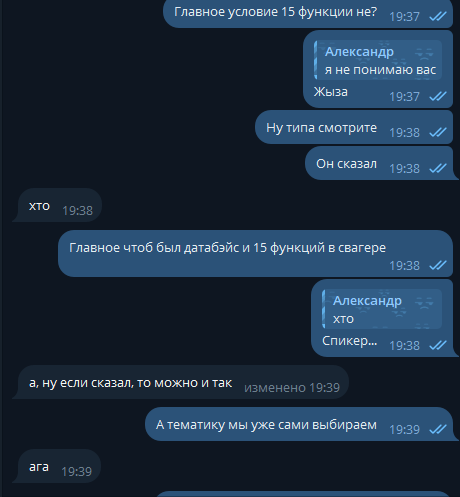 Главное условие 15 функции не?
19:37
Александр
я не понимаю вас
Жыза
19:37
Ну типа смотрите
19:38
Он сказал
19:38
хто
19:38
Главное чтоб был датабэйс и 15 функций в свагере
19:38
Александр
хто
Спикер...
19:38
а, ну если сказал, то можно и так
изменено 19:39
А тематику мы уже сами выбираем
19:39
ага
19:39